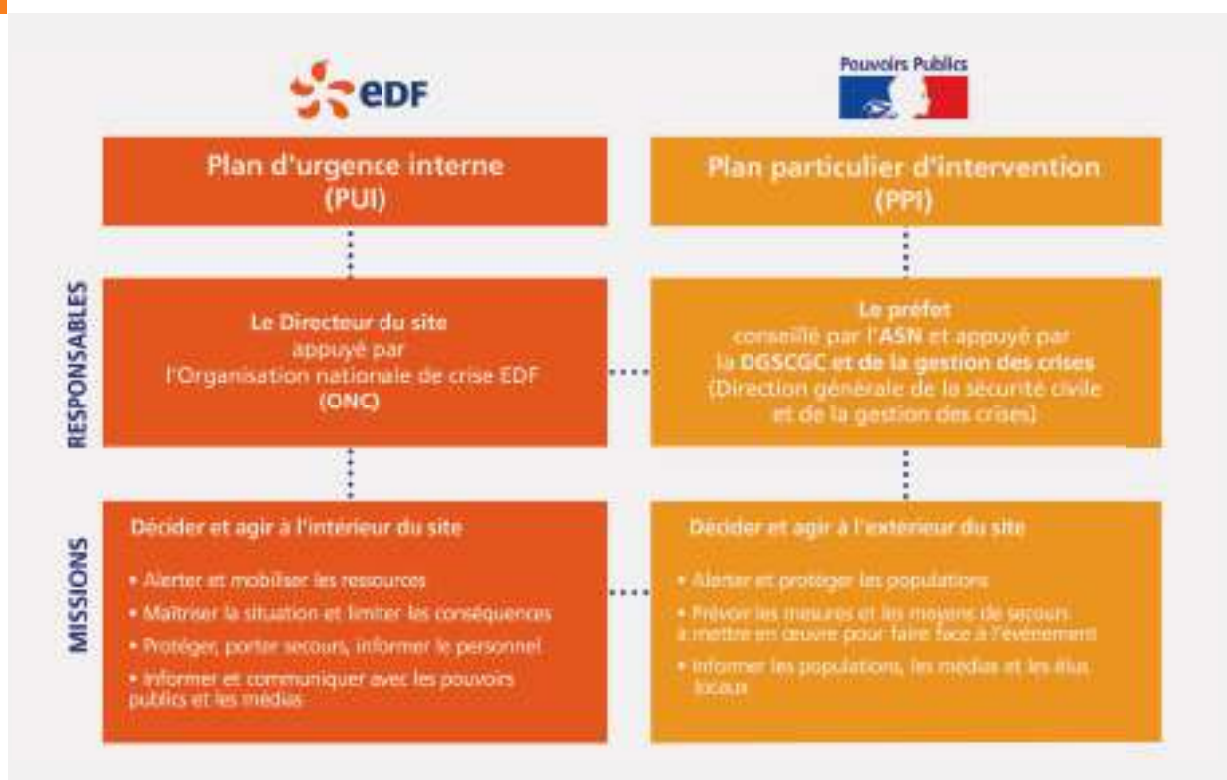 eDF
Pouvoirs Publics
Plan d'urgence interne
(PUI)
Plan particulier d'intervention
(PPI)
RESPONSABLES
Le Directeur du site
appuyé par
l'Organisation nationale de crise EDF
(ONC)
Le préfet
conseillé par l'ASN et appuyé par
la DGSCGC et de la gestion des crises
(Direction générale de la sécurité civile
et de la gestion des crises)
MISSIONS
Décider et agir à l'intérieur du site
• Alerter et mobiliser les ressources
• Maîtriser la situation et limiter les conséquences
• Protéger, porter secours, informer le personnel
• Informer et communiquer avec les pouvoirs
publics et les médias
Décider et agir à l'extérieur du site
• Alerter et protéger les populations
• Prévoir les mesures et les moyens de secours
à mettre en œuvre pour faire face à l'évènement
• Informer les populations, les médias et les élus
locaux